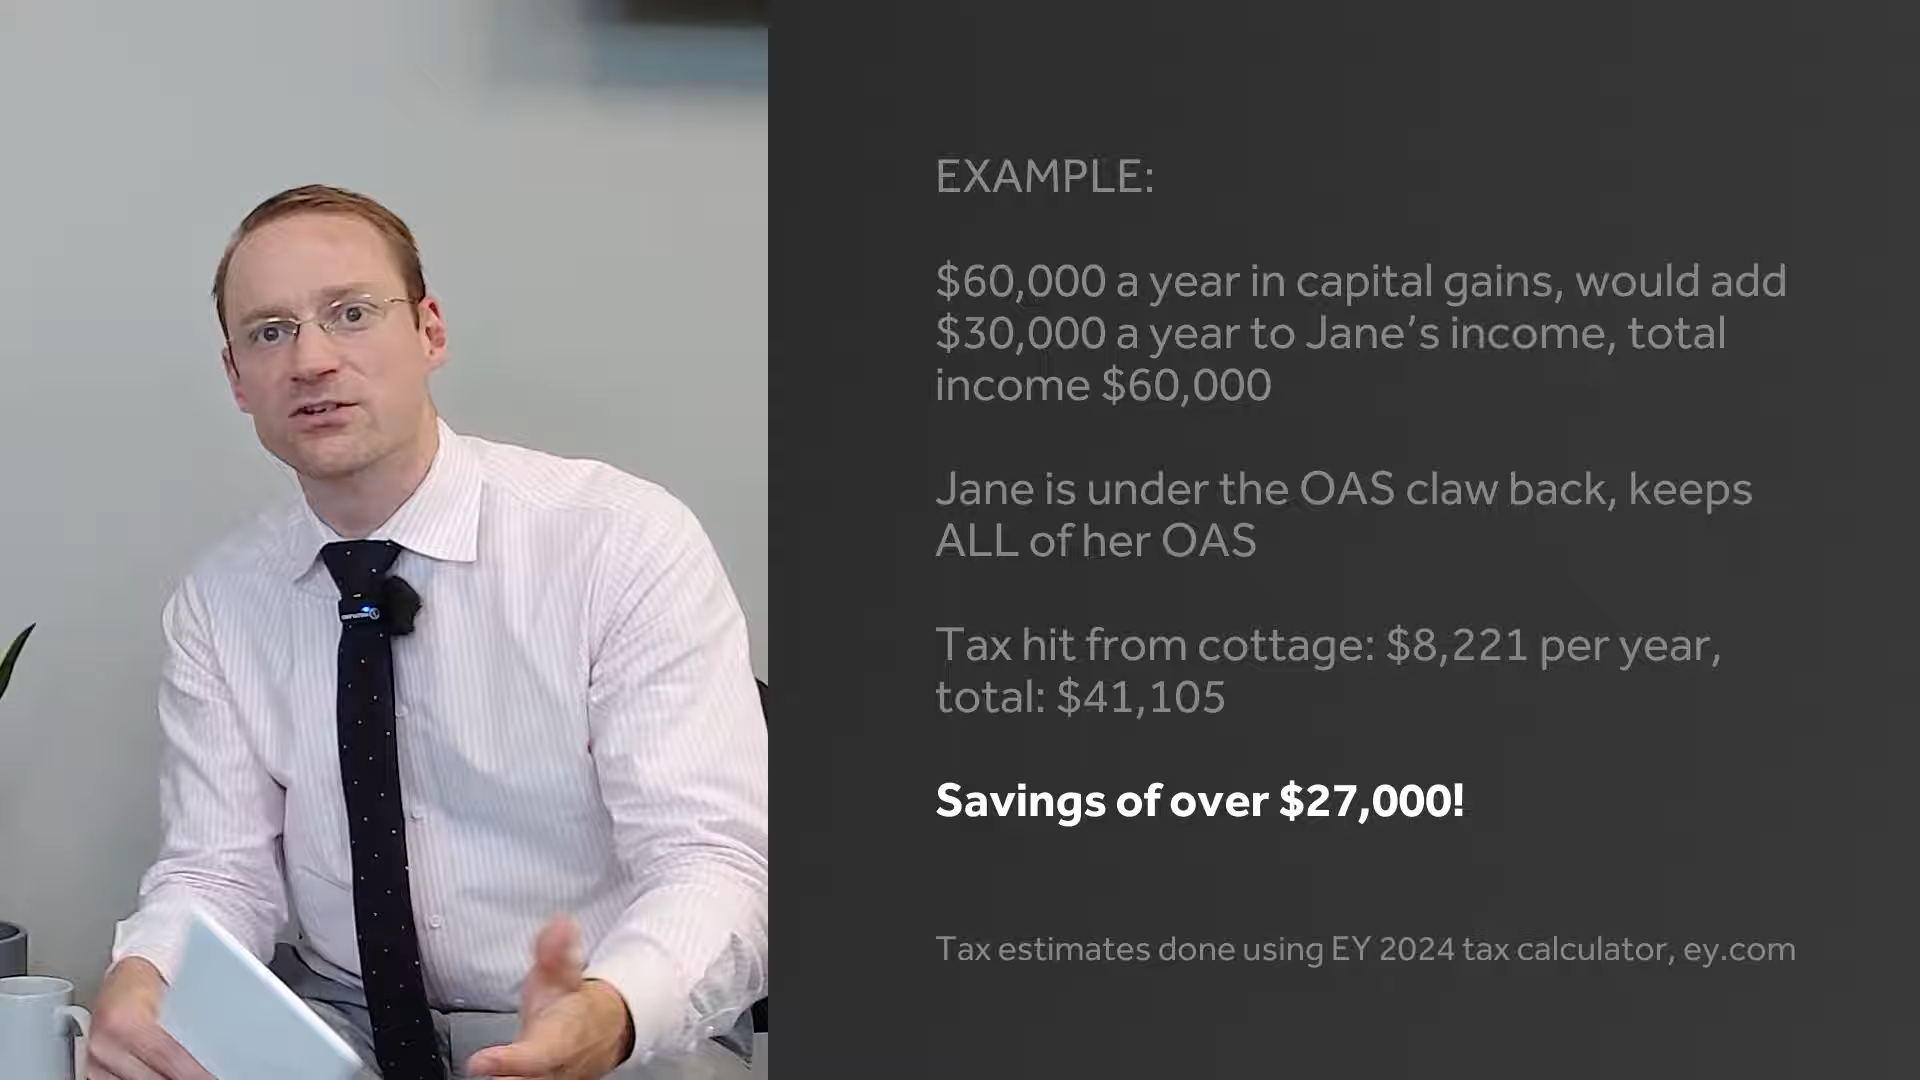 EXAMPLE:
$60,000 a year in capital gains, would add
$30,000 a year to Jane’s income, total
income $60,000
Jane is under the OAS claw back, keeps
ALL of her OAS
Tax hit from cottage: $8,221 per year,
total: $41,105
Savings of over $27,000!
Tax estimates done using EY 2024 tax calculator, ey.com